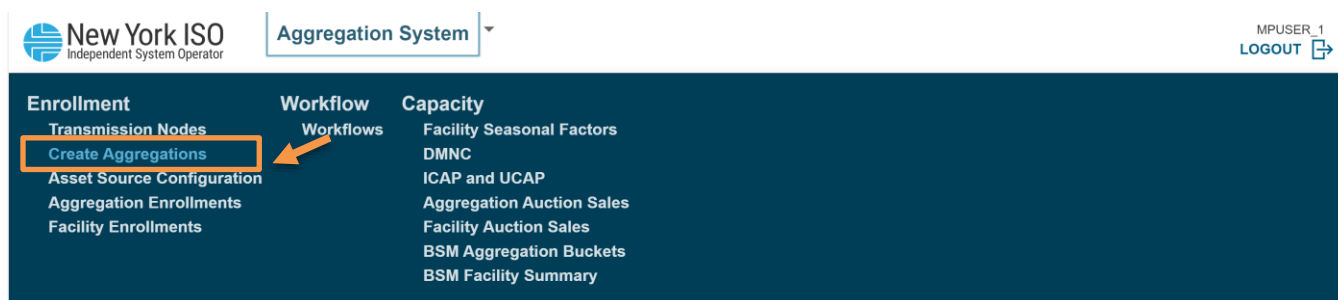 New York ISO
Independent System Operator
Aggregation System
MPUSER_1
LOGOUT
Enrollment
Transmission Nodes
Create Aggregations
Asset Source Configuration
Aggregation Enrollments
Facility Enrollments
Workflow
Workflows
Capacity
Facility Seasonal Factors
DMNC
ICAP and UCAP
Aggregation Auction Sales
Facility Auction Sales
BSM Aggregation Buckets
BSM Facility Summary